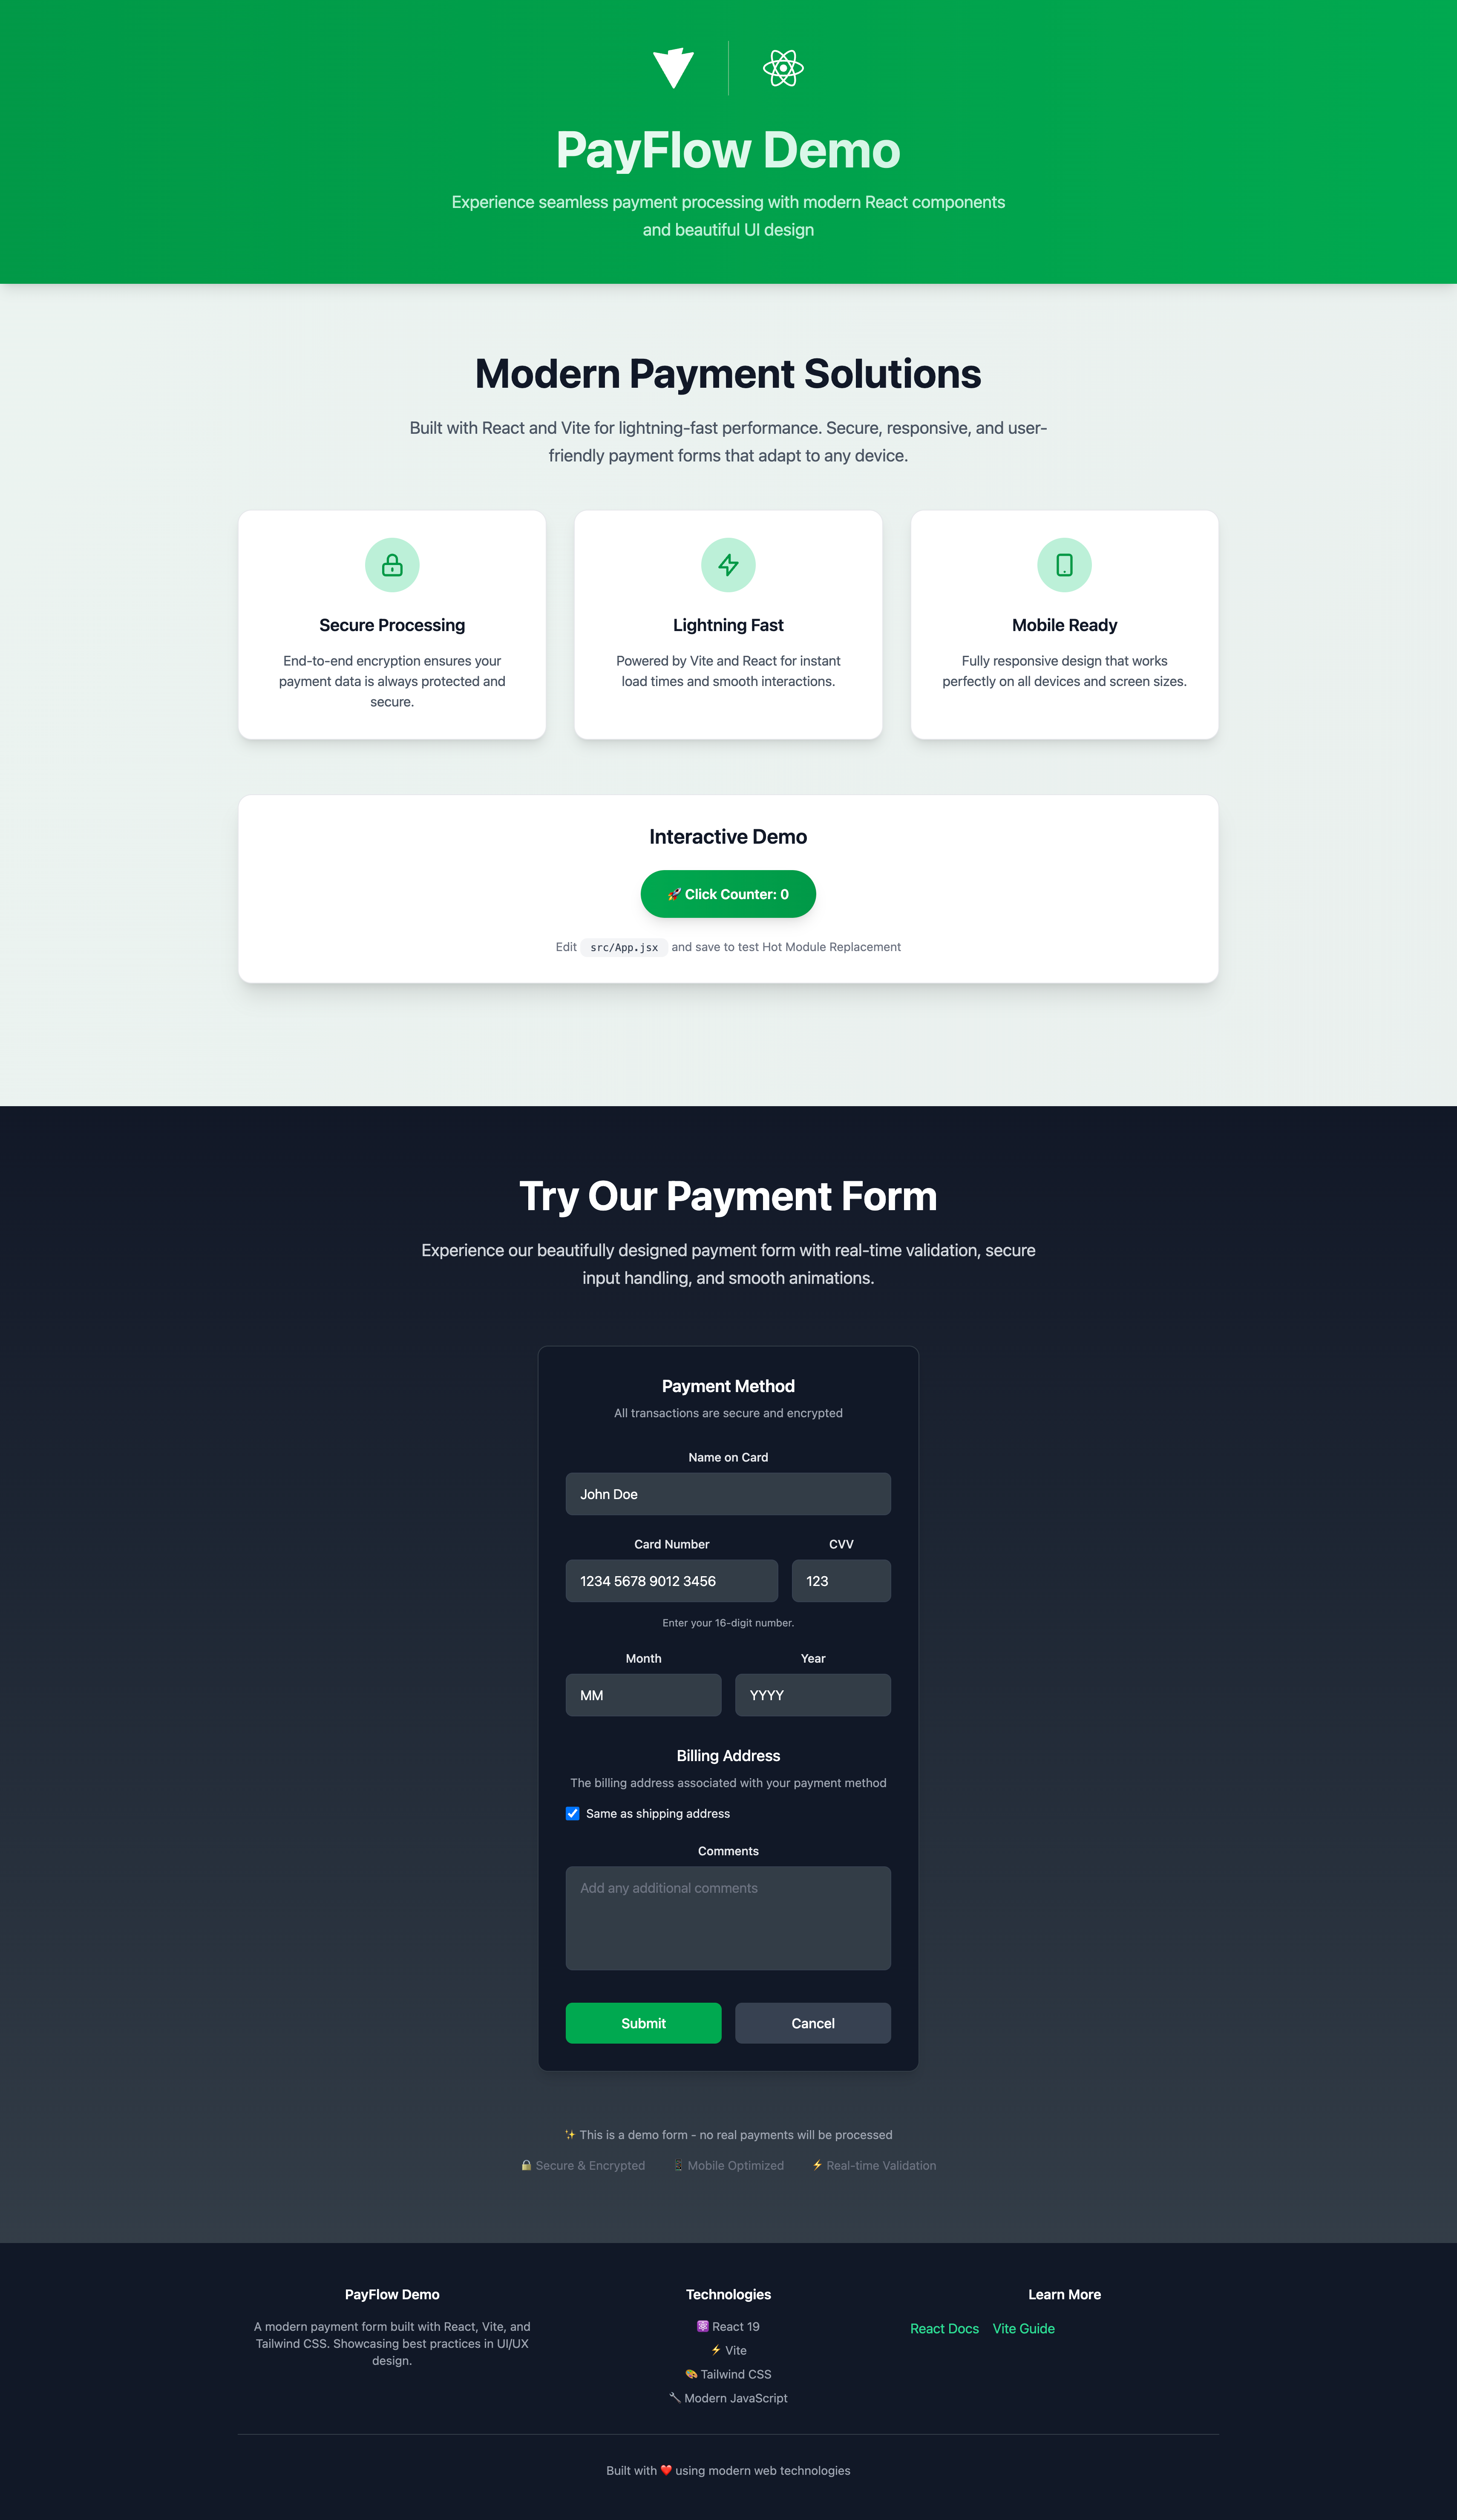 PayFlow Demo
Experience seamless payment processing with modern React components
and beautiful UI design
Modern Payment Solutions
Built with React and Vite for lightning-fast performance. Secure, responsive, and user-
friendly payment forms that adapt to any device.
Secure Processing
End-to-end encryption ensures your
payment data is always protected and
secure.
Lightning Fast
Powered by Vite and React for instant
load times and smooth interactions.
Mobile Ready
Fully responsive design that works
perfectly on all devices and screen sizes.
Interactive Demo
🚀 Click Counter: 0
Edit src/App.jsx and save to test Hot Module Replacement
Try Our Payment Form
Experience our beautifully designed payment form with real-time validation, secure
input handling, and smooth animations.
Payment Method
All transactions are secure and encrypted
Name on Card
John Doe
Card Number CVV
1234 5678 9012 3456 123
Enter your 16-digit number.
Month Year
MM YYYY
Billing Address
The billing address associated with your payment method
Same as shipping address
Comments
Add any additional comments
Submit Cancel
✨ This is a demo form - no real payments will be processed
🔒 Secure & Encrypted 📱 Mobile Optimized ⚡ Real-time Validation
PayFlow Demo
A modern payment form built with React, Vite, and
Tailwind CSS. Showcasing best practices in UI/UX
design.
Technologies
⚛️ React 19
⚡ Vite
🎨 Tailwind CSS
🔧 Modern JavaScript
Learn More
React Docs Vite Guide
Built with ❤️ using modern web technologies